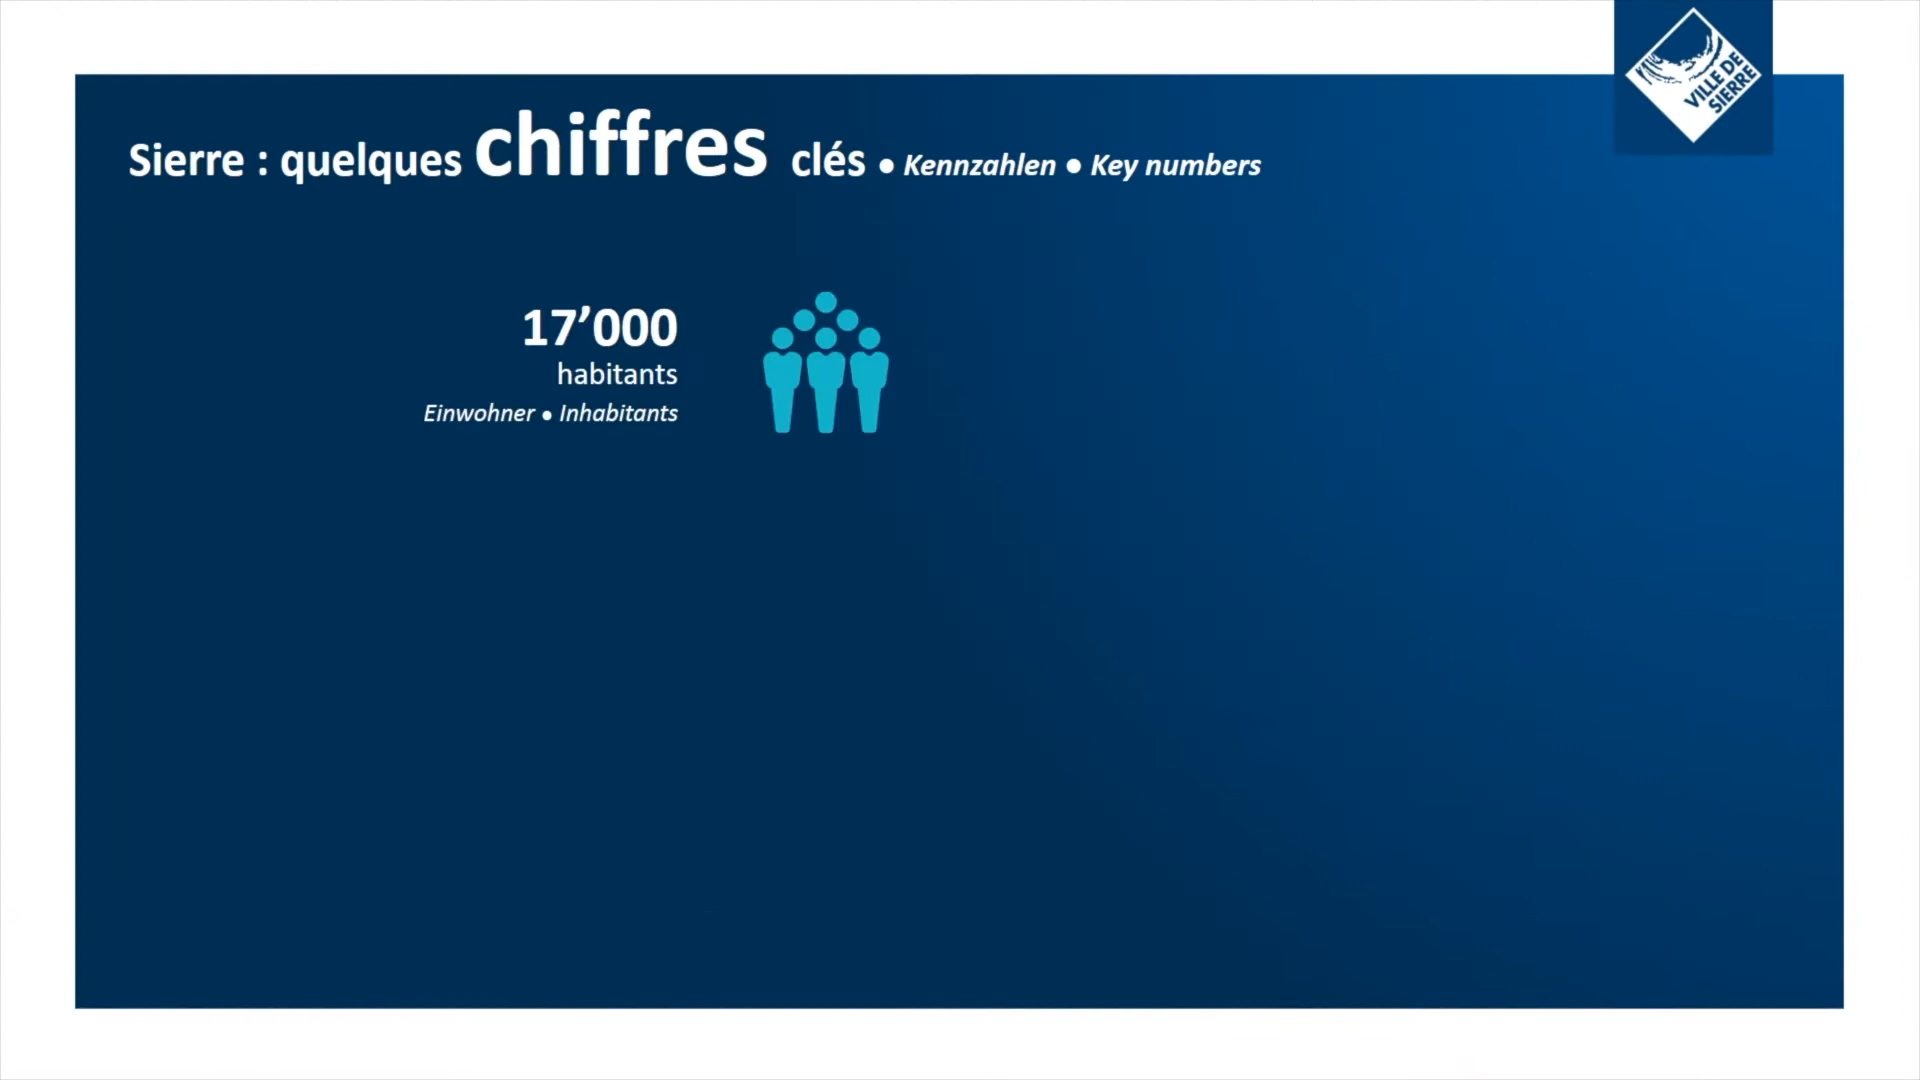 VILLE DE
SIERRE
Sierre : quelques chiffres clés ● Kennzahlen ● Key numbers
17’000
habitants
Einwohner ● Inhabitants